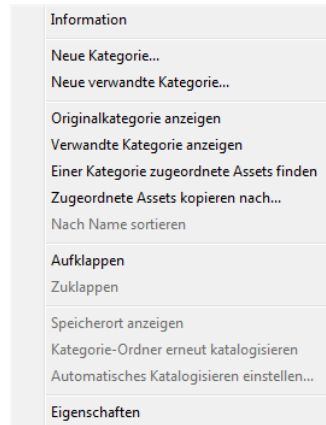 Information
Neue Kategorie...
Neue verwandte Kategorie...
Originalkategorie anzeigen
Verwandte Kategorie anzeigen
Einer Kategorie zugeordnete Assets finden
Zugeordnete Assets kopieren nach...
Nach Name sortieren
Aufklappen
Zuklappen
Speicherort anzeigen
Kategorie-Ordner erneut katalogisieren
Automatisches Katalogisieren einstellen...
Eigenschaften